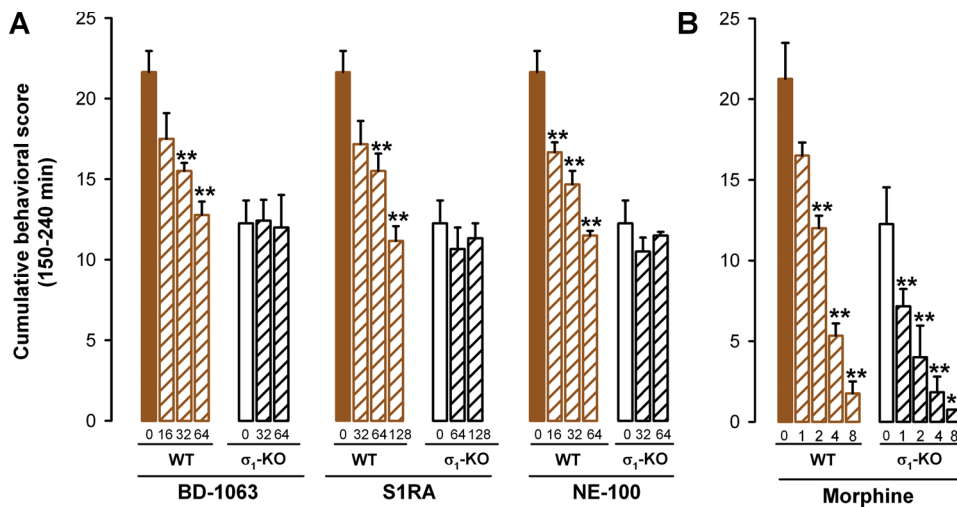 A
B
Cumulative behavioral score
(150-240 min)
25
20
15
10
5
0
** ** ** ** ** ** **
0 16 32 64 0 32 64 0 32 64 128 0 64 128 0 16 32 64 0 32 64
WT σ₁-KO WT σ₁-KO WT σ₁-KO
BD-1063 S1RA NE-100
25
20
15
10
5
0
** ** ** ** ** ** *
0 1 2 4 8 0 1 2 4 8
WT σ₁-KO
Morphine